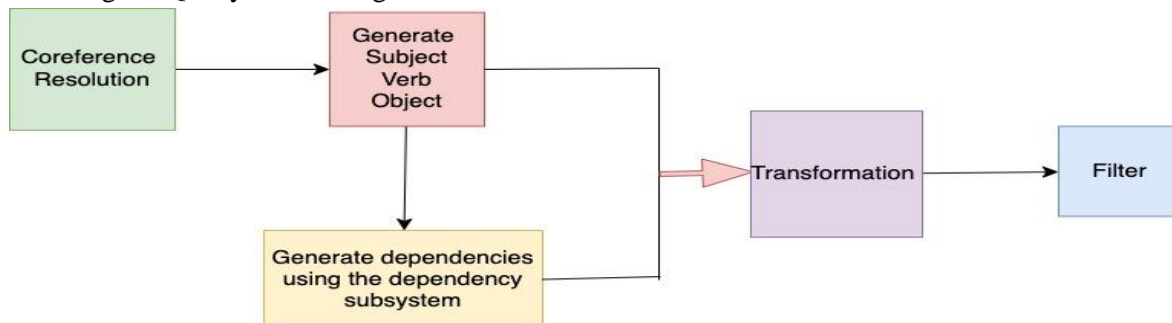 Coreference
Resolution
Generate
Subject
Verb
Object
Generate dependencies
using the dependency
subsystem
Transformation
Filter